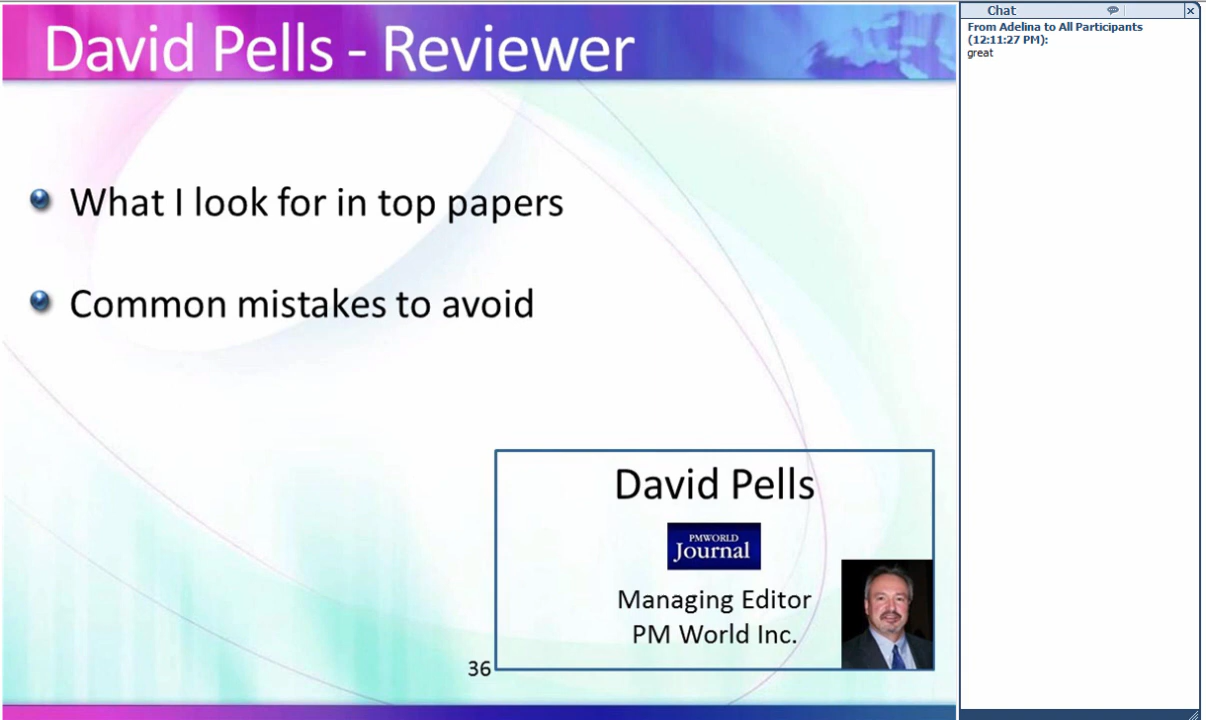 David Pells - Reviewer
What I look for in top papers
Common mistakes to avoid
David Pells
PMWORLD
Journal
Managing Editor
PM World Inc.
36
Chat
From Adelina to All Participants
(12:11:27 PM):
great